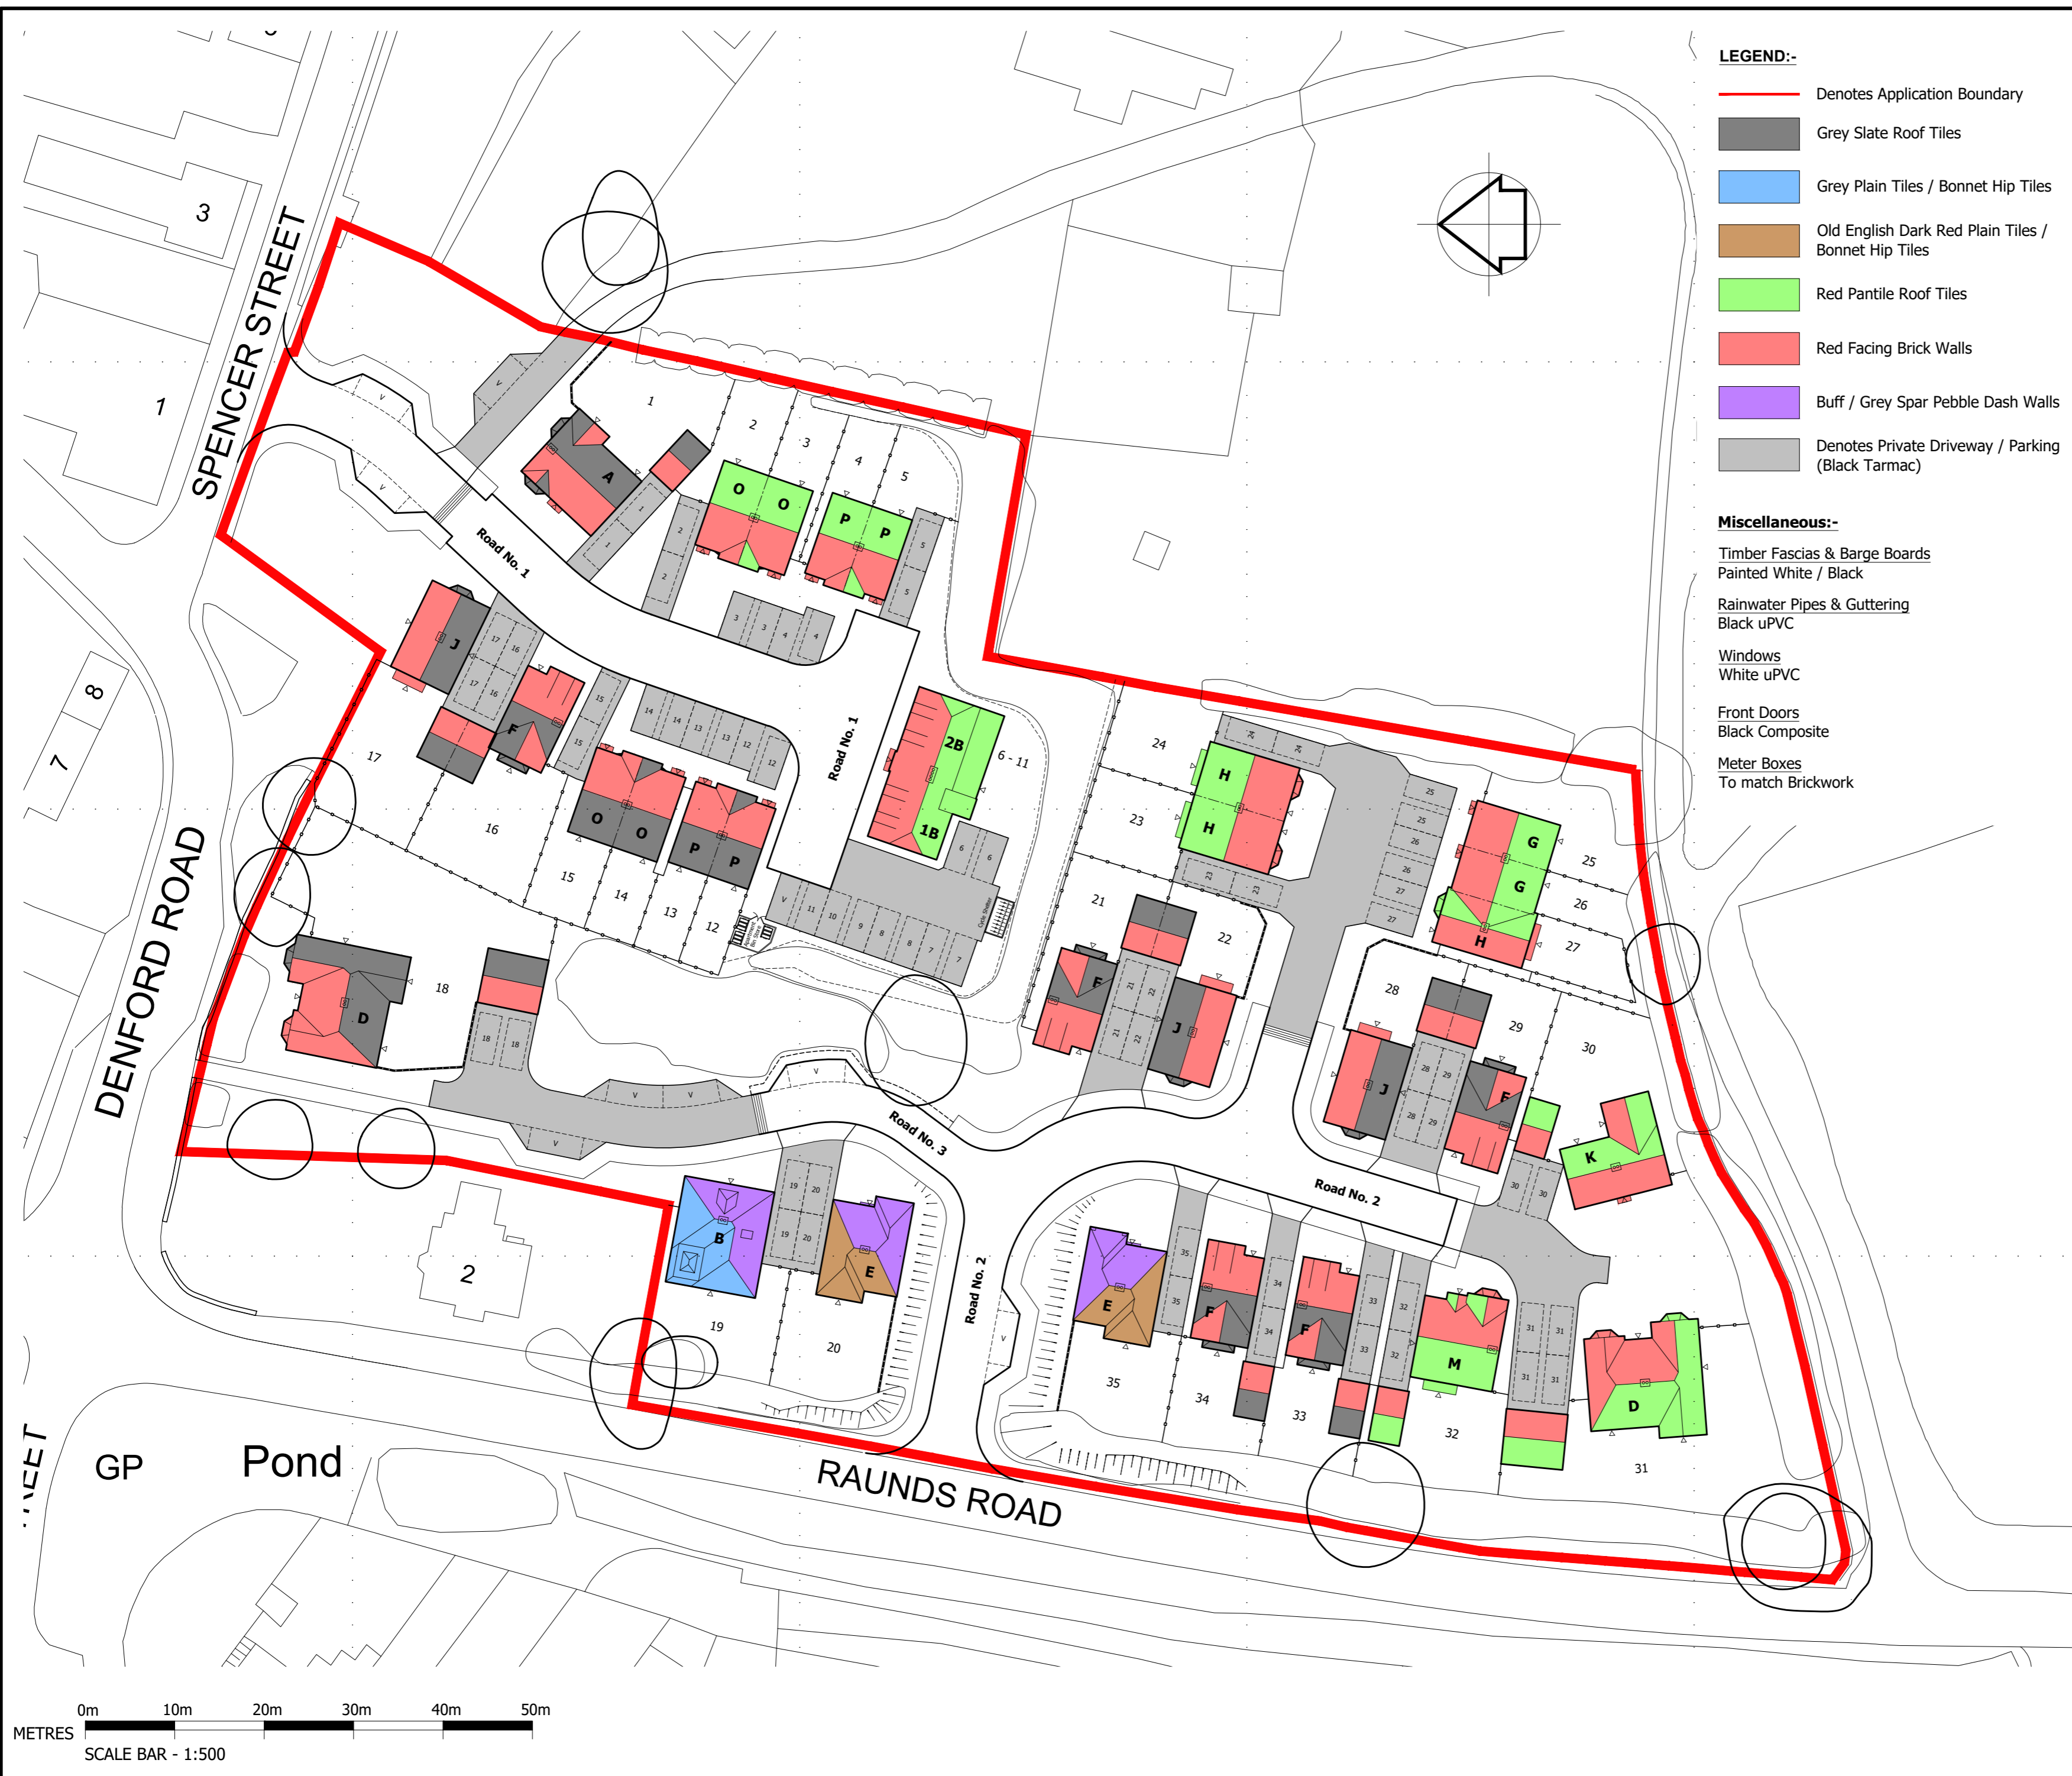 LEGEND:-
Denotes Application Boundary
Grey Slate Roof Tiles
Grey Plain Tiles / Bonnet Hip Tiles
Old English Dark Red Plain Tiles /
Bonnet Hip Tiles
Red Pantile Roof Tiles
Red Facing Brick Walls
Buff / Grey Spar Pebble Dash Walls
Denotes Private Driveway / Parking
(Black Tarmac)
Miscellaneous:-
Timber Fascias & Barge Boards
Painted White / Black
Rainwater Pipes & Guttering
Black uPVC
Windows
White uPVC
Front Doors
Black Composite
Meter Boxes
To match Brickwork
3
1
SPENCER STREET
8
7
DENFORD ROAD
2
GP
Pond
RAUNDS ROAD
Road No. 1
Road No. 1
Road No. 3
Road No. 2
Road No. 2
1
2
3
4
5
A
O
O
P
P
J
F
17
16
O
O
P
P
15
14
13
12
2B
1B
6 - 11
Cycle Shelter
D
18
24
23
H
H
21
22
F
J
G
G
H
25
26
27
28
29
30
J
F
K
B
E
19
20
E
F
F
M
D
35
34
33
32
31
METRES
0m
10m
20m
30m
40m
50m
SCALE BAR - 1:500